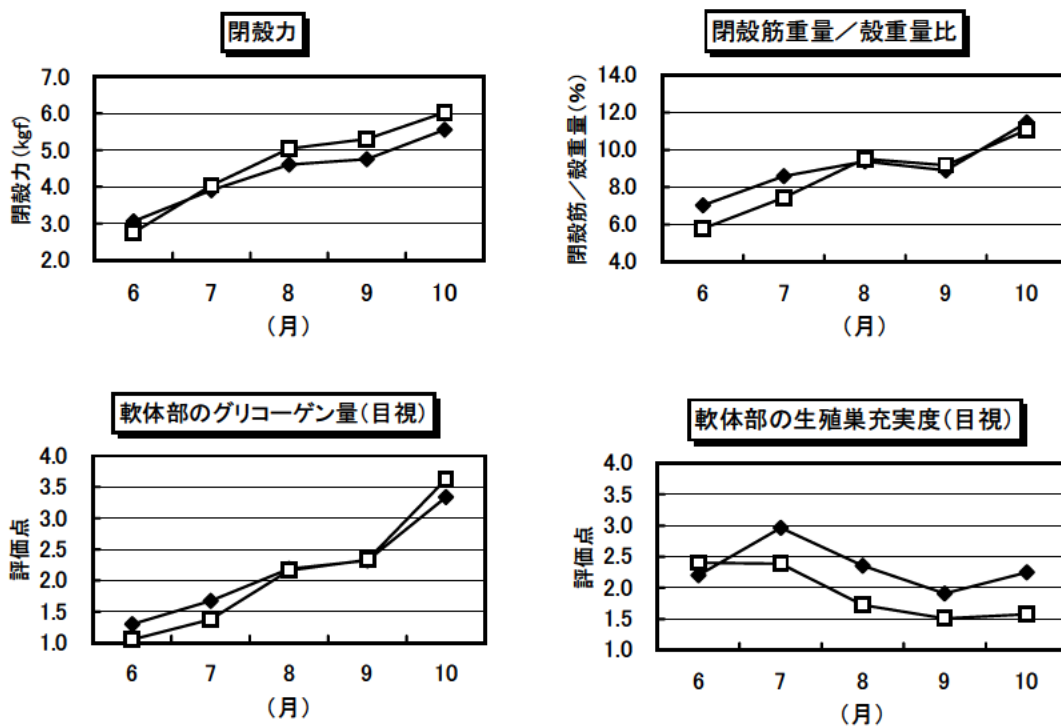 閉殻力
7.0
6.0
5.0
4.0
3.0
2.0
閉殻力(kgf)
6 7 8 9 10
(月)
閉殻筋重量/殻重量比
14.0
12.0
10.0
8.0
6.0
4.0
閉殻筋/殻重量(%)
6 7 8 9 10
(月)
軟体部のグリコーゲン量(目視)
4.0
3.5
3.0
2.5
2.0
1.5
1.0
評価点
6 7 8 9 10
(月)
軟体部の生殖巣充実度(目視)
4.0
3.5
3.0
2.5
2.0
1.5
1.0
評価点
6 7 8 9 10
(月)